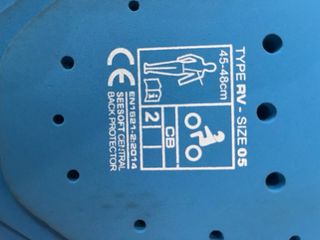 TYPE RV - SIZE 05
45-48cm
CB
2
CE
EN1621-2:2014
SEESOFT CENTRAL
BACK PROTECTOR